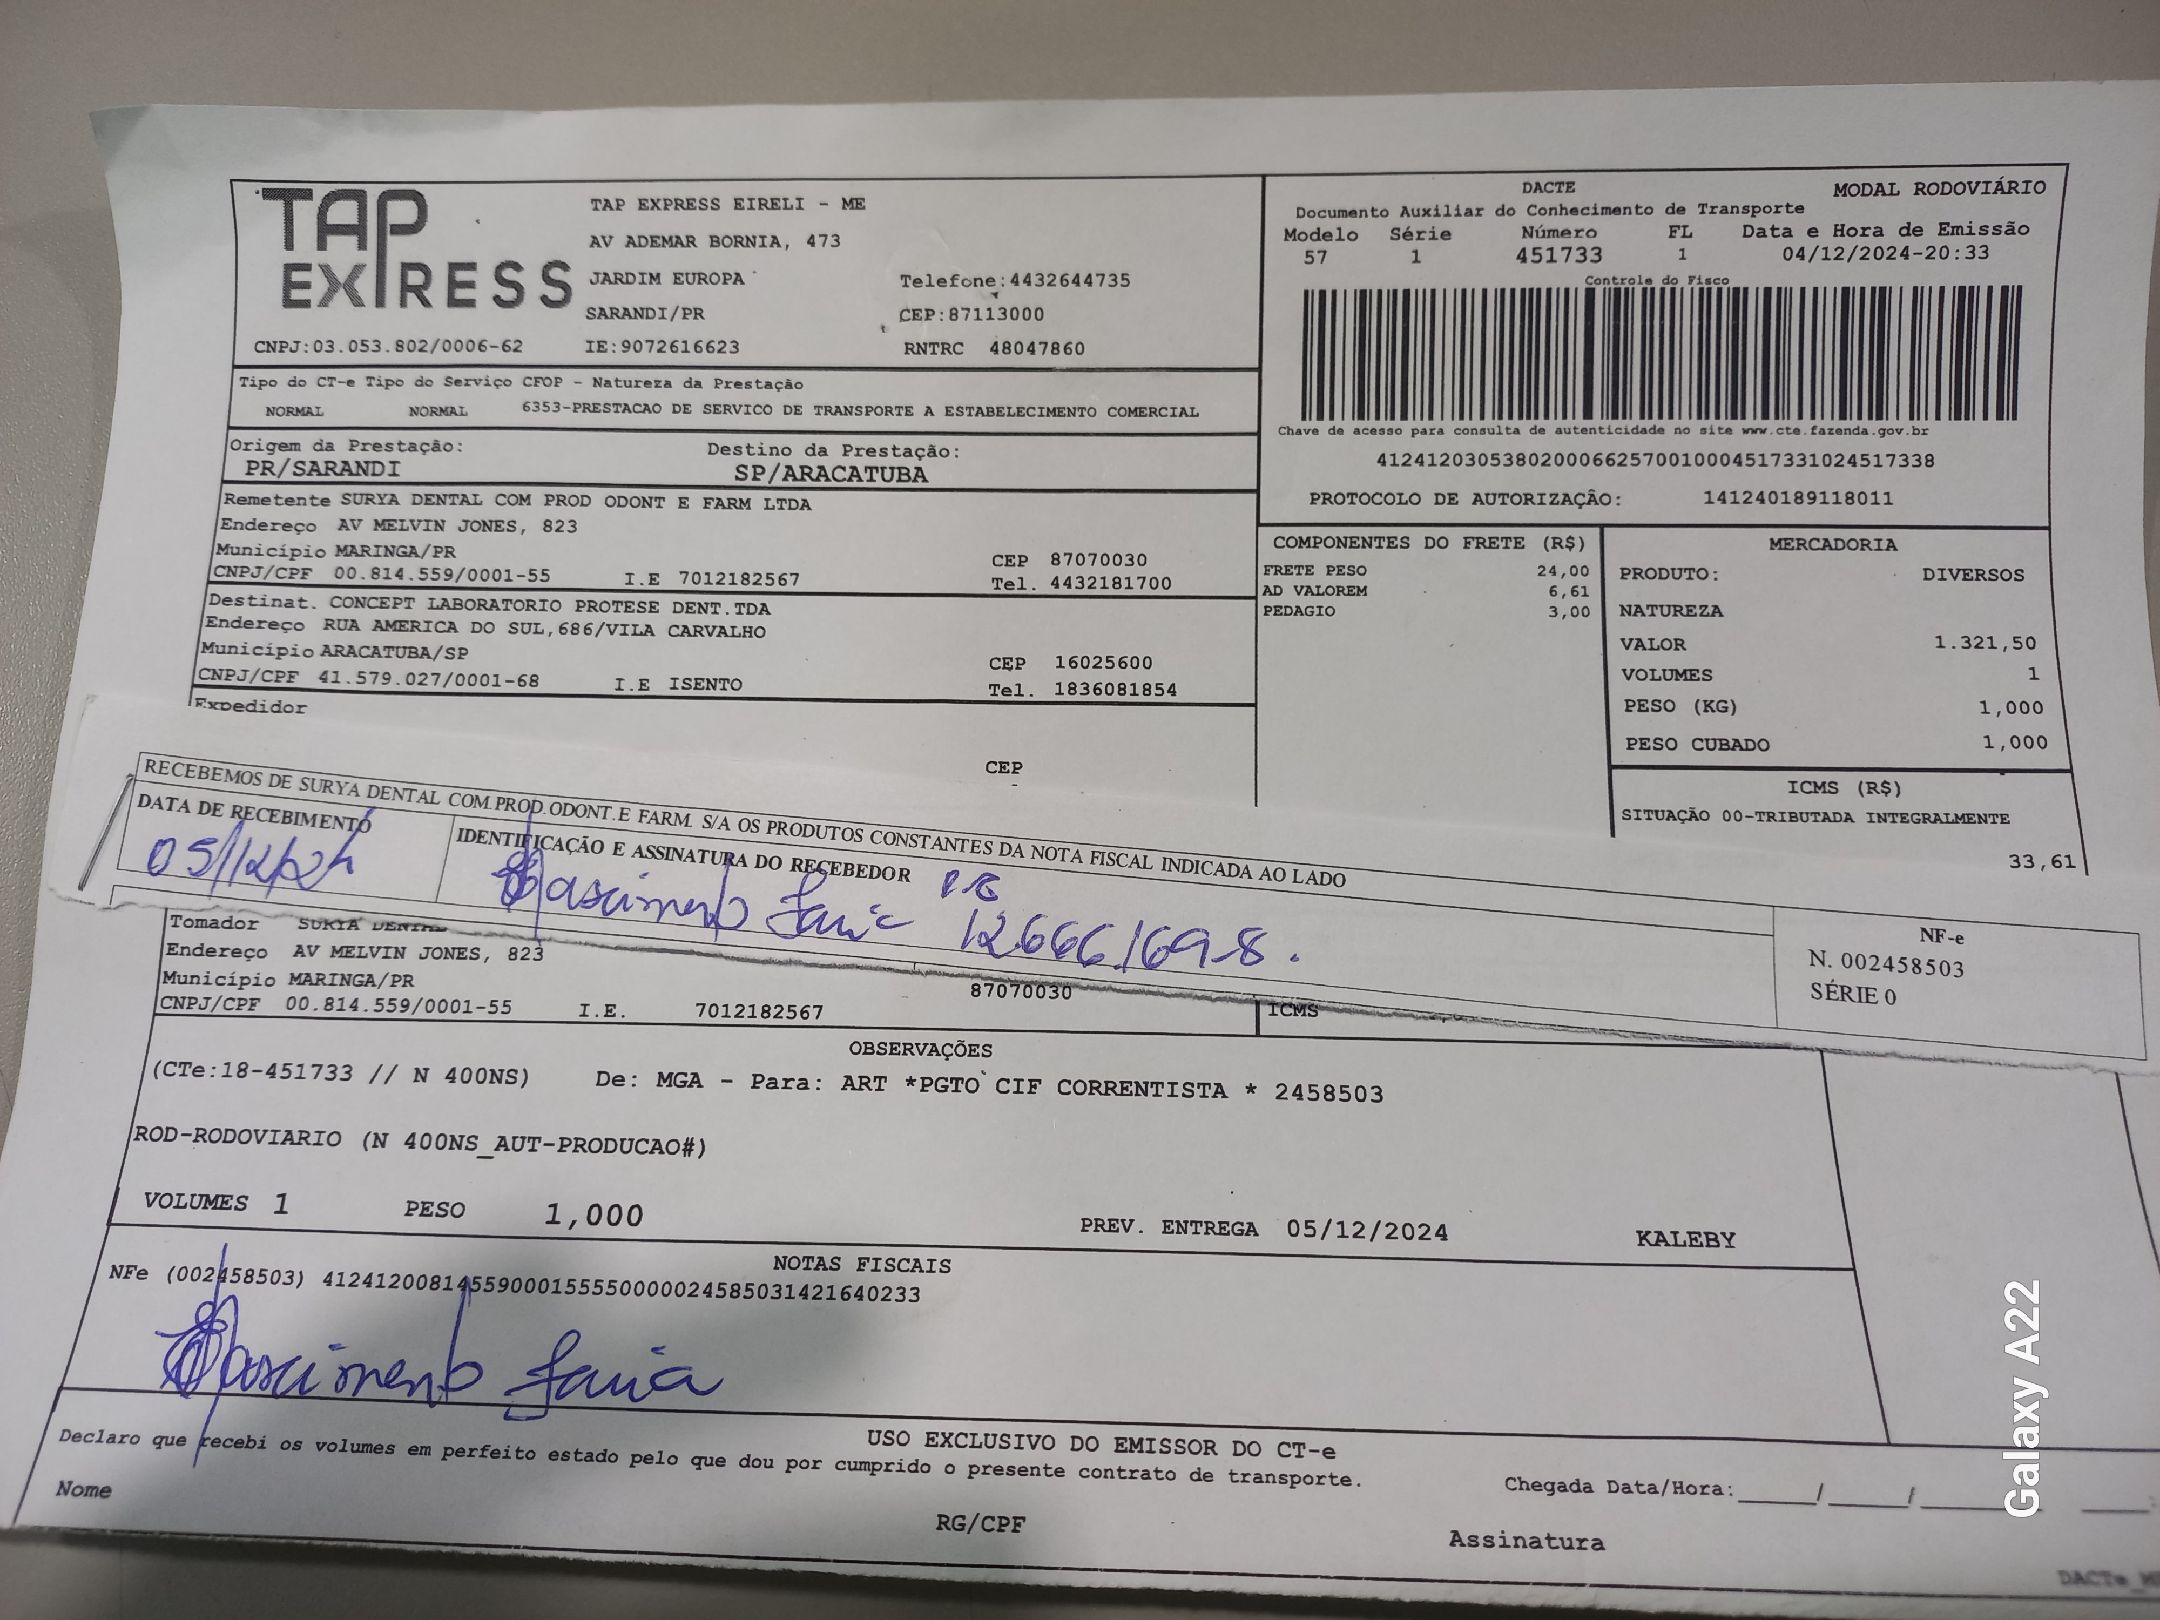 TAP EXPRESS
TAP EXPRESS EIRELI - ME
AV ADEMAR BORNIA, 473
JARDIM EUROPA Telefone:4432644735
SARANDI/PR CEP:87113000
CNPJ:03.053.802/0006-62 IE:9072616623 RNTRC 48047860
DACTE MODAL RODOVIÁRIO
Documento Auxiliar do Conhecimento de Transporte
Modelo Série Número FL Data e Hora de Emissão
57 1 451733 1 04/12/2024-20:33
Controle do Fisco
Chave de acesso para consulta de autenticidade no site www.cte.fazenda.gov.br
41241203053802000662570010004517331024517338
PROTOCOLO DE AUTORIZAÇÃO: 141240189118011
Tipo do CT-e Tipo do Serviço CFOP - Natureza da Prestação
NORMAL NORMAL 6353-PRESTACAO DE SERVICO DE TRANSPORTE A ESTABELECIMENTO COMERCIAL
Origem da Prestação: Destino da Prestação:
PR/SARANDI SP/ARACATUBA
Remetente SURYA DENTAL COM PROD ODONT E FARM LTDA
Endereço AV MELVIN JONES, 823
Município MARINGA/PR CEP 87070030
CNPJ/CPF 00.814.559/0001-55 I.E 7012182567 Tel. 4432181700
Destinat. CONCEPT LABORATORIO PROTESE DENT.TDA
Endereço RUA AMERICA DO SUL,686/VILA CARVALHO
Município ARACATUBA/SP CEP 16025600
CNPJ/CPF 41.579.027/0001-68 I.E ISENTO Tel. 1836081854
Expedidor
CEP
COMPONENTES DO FRETE (R$)
FRETE PESO 24,00
AD VALOREM 6,61
PEDAGIO 3,00
MERCADORIA
PRODUTO: DIVERSOS
NATUREZA
VALOR 1.321,50
VOLUMES 1
PESO (KG) 1,000
PESO CUBADO 1,000
ICMS (R$)
SITUAÇÃO 00-TRIBUTADA INTEGRALMENTE
33,61
RECEBEMOS DE SURYA DENTAL COM.PROD.ODONT.E FARM. S/A OS PRODUTOS CONSTANTES DA NOTA FISCAL INDICADA AO LADO
DATA DE RECEBIMENTO IDENTIFICAÇÃO E ASSINATURA DO RECEBEDOR
05/12/24 Nascimento Faria 12666169-8.
NF-e
N. 002458503
SÉRIE 0
Tomador SURYA DENTAL
Endereço AV MELVIN JONES, 823
Município MARINGA/PR 87070030
CNPJ/CPF 00.814.559/0001-55 I.E. 7012182567 ICMS
OBSERVAÇÕES
(CTe:18-451733 // N 400NS) De: MGA - Para: ART *PGTO CIF CORRENTISTA * 2458503
ROD-RODOVIARIO (N 400NS_AUT-PRODUCAO#)
VOLUMES 1 PESO 1,000 PREV. ENTREGA 05/12/2024 KALEBY
NOTAS FISCAIS
NFe (002458503) 41241200814559000155550000024585031421640233
Nascimento Faria
USO EXCLUSIVO DO EMISSOR DO CT-e
Declaro que recebi os volumes em perfeito estado pelo que dou por cumprido o presente contrato de transporte.
Nome RG/CPF Assinatura Chegada Data/Hora:____/____/____
Galaxy A22